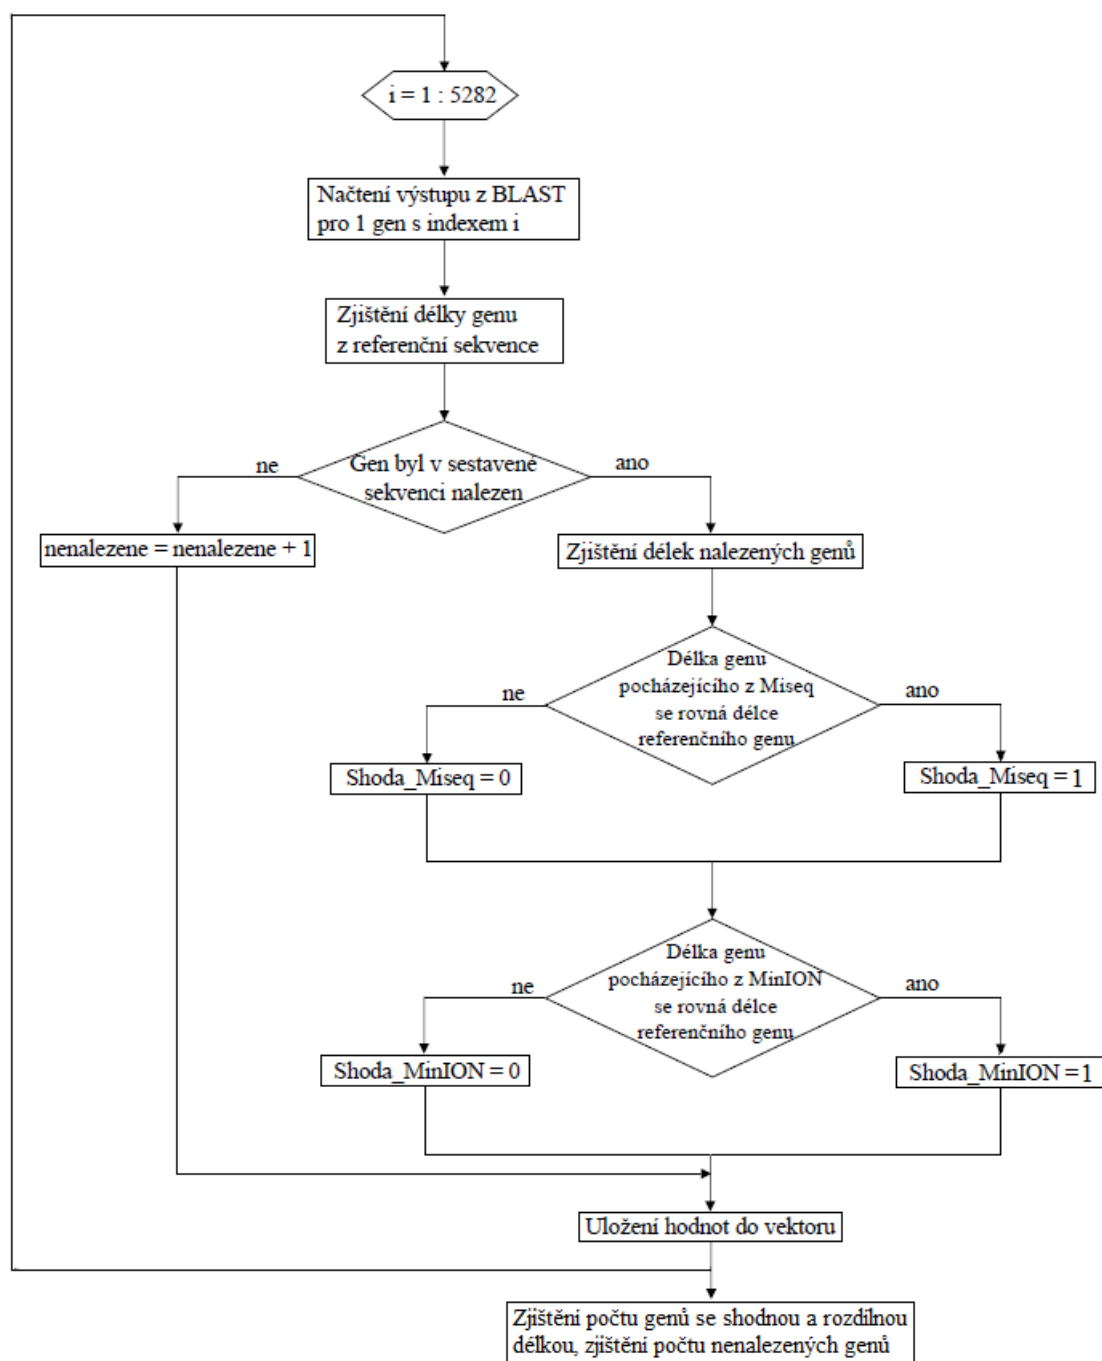 i = 1 : 5282
Načtení výstupu z BLAST
pro 1 gen s indexem i
Zjištění délky genu
z referenční sekvence
ne
Gen byl v sestavené
sekvenci nalezen
ano
nenalezene = nenalezene + 1
Zjištění délek nalezených genů
ne
Délka genu
pocházejícího z Miseq
se rovná délce
referenčního genu
ano
Shoda_Miseq = 0
Shoda_Miseq = 1
ne
Délka genu
pocházejícího z MinION
se rovná délce
referenčního genu
ano
Shoda_MinION = 0
Shoda_MinION = 1
Uložení hodnot do vektoru
Zjištění počtu genů se shodnou a rozdílnou
délkou, zjištění počtu nenalezených genů